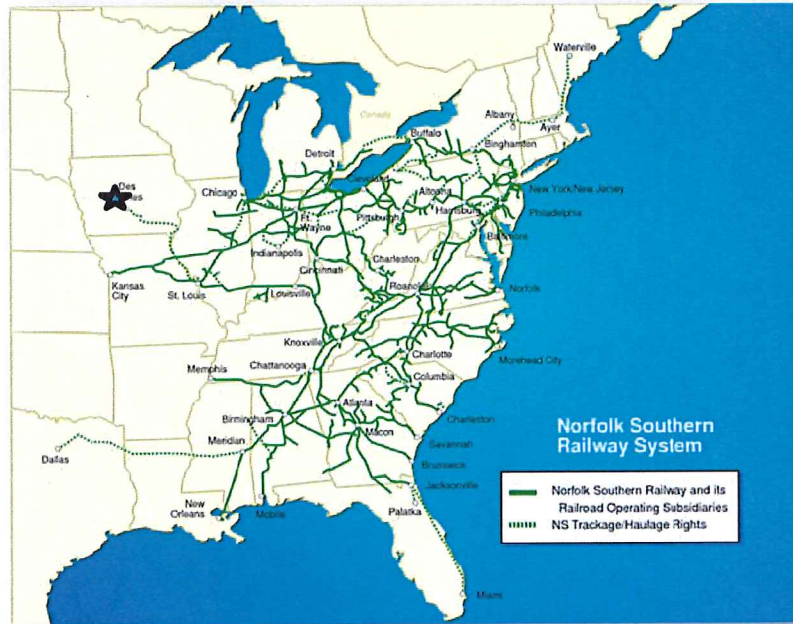 Waterville
Canada
Albany
Ayer
Buffalo
Binghamton
Detroit
Cleveland
Des
Chicago
Altoona
New York/New Jersey
Ft.
Wayne
Pittsburgh
Harrisburg
Philadelphia
Baltimore
Indianapolis
Charleston
Cincinnati
Kansas
City
St. Louis
Louisville
Roanoke
Norfolk
Knoxville
Charlotte
Morehead City
Memphis
Chattanooga
Columbia
Atlanta
Birmingham
Charleston
Macon
Meridian
Savannah
Dallas
Brunswick
Jacksonville
New
Orleans
Mobile
Palatka
Miami
Norfolk Southern
Railway System
Norfolk Southern Railway and its
Railroad Operating Subsidiaries
NS Trackage/Haulage Rights